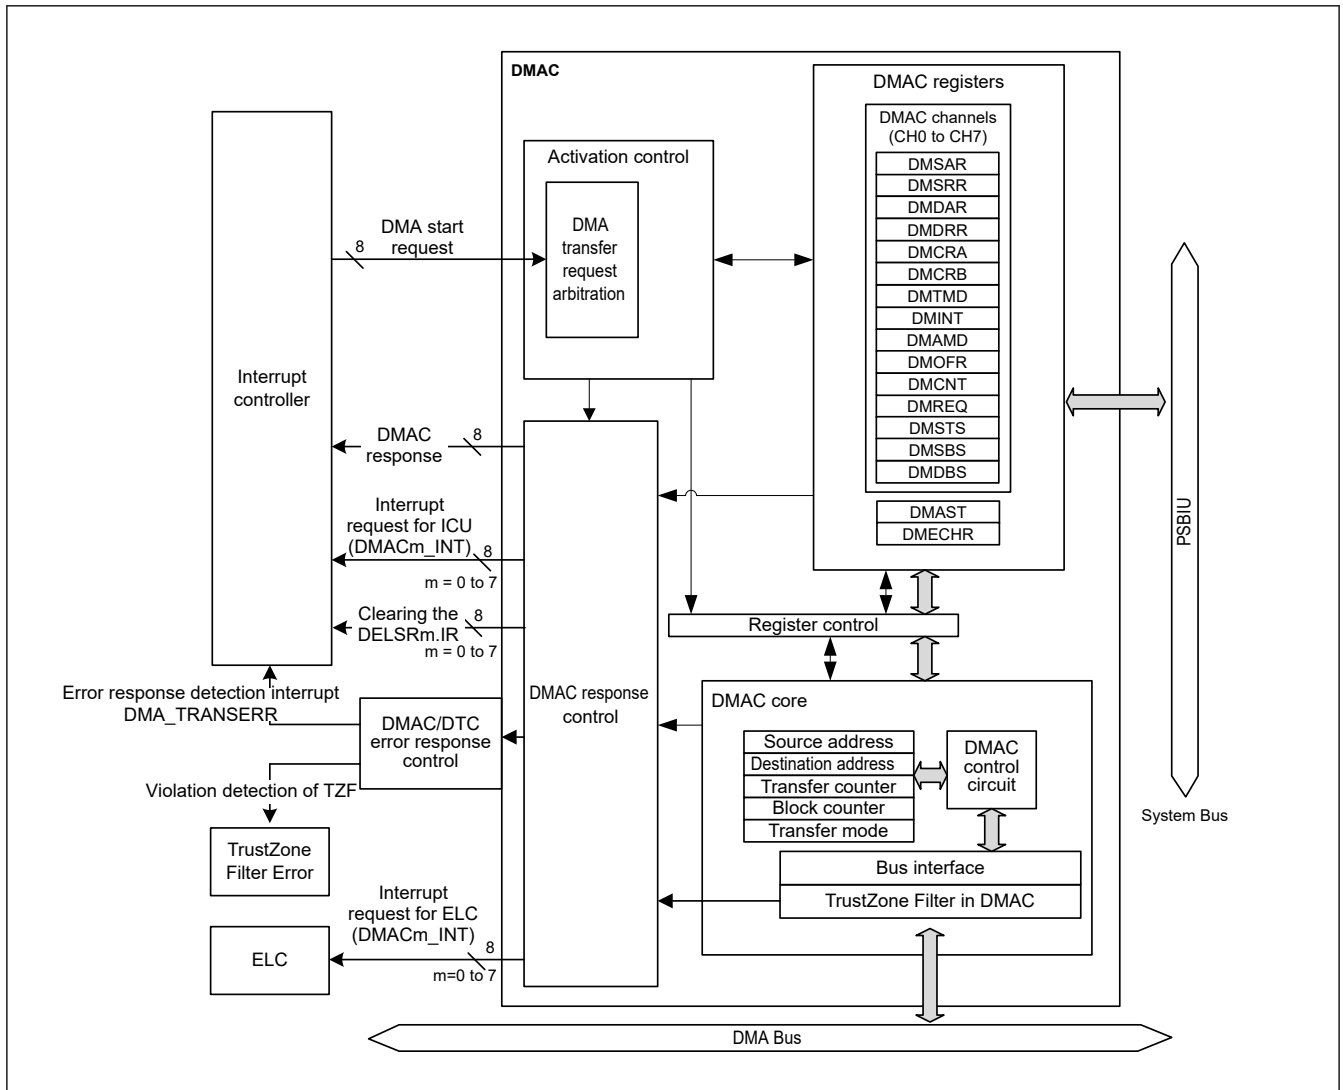 DMAC
DMAC registers
DMAC channels
(CH0 to CH7)
DMSAR
DMSRR
DMDAR
DMDRR
DMCRA
DMCRB
DMTMD
DMINT
DMAMD
DMOFR
DMCNT
DMREQ
DMSTS
DMSBS
DMDBS
DMAST
DMECHR
Activation control
DMA
transfer
request
arbitration
DMA start
request
8
Interrupt
controller
DMAC
response
8
Interrupt
request for ICU
(DMACm_INT)
8
m = 0 to 7
Clearing the
DELSRm.IR
8
m = 0 to 7
Error response detection interrupt
DMA_TRANSERR
DMAC/DTC
error response
control
Violation detection of TZF
TrustZone
Filter Error
Interrupt
request for ELC
(DMACm_INT)
8
m=0 to 7
ELC
DMAC response
control
Register control
DMAC core
Source address
Destination address
Transfer counter
Block counter
Transfer mode
DMAC
control
circuit
Bus interface
TrustZone Filter in DMAC
PSBIU
System Bus
DMA Bus